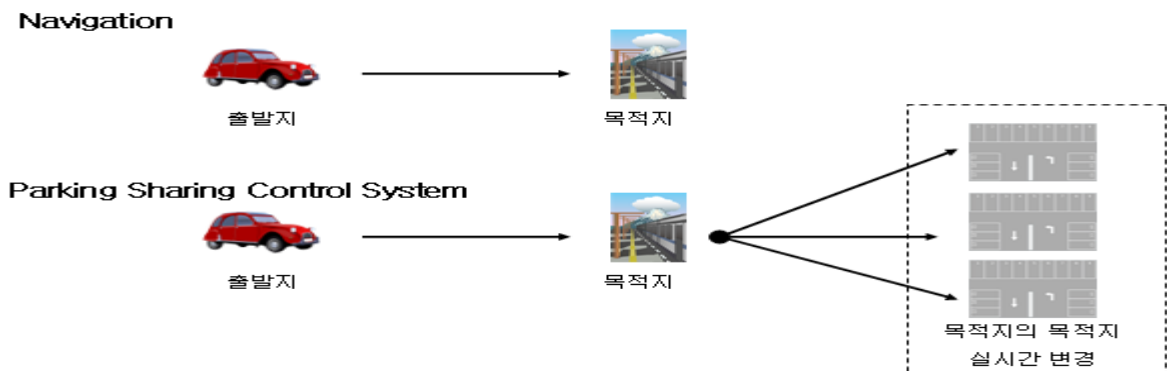 Navigation
출발지
목적지
Parking Sharing Control System
출발지
목적지
목적지의 목적지
실시간 변경